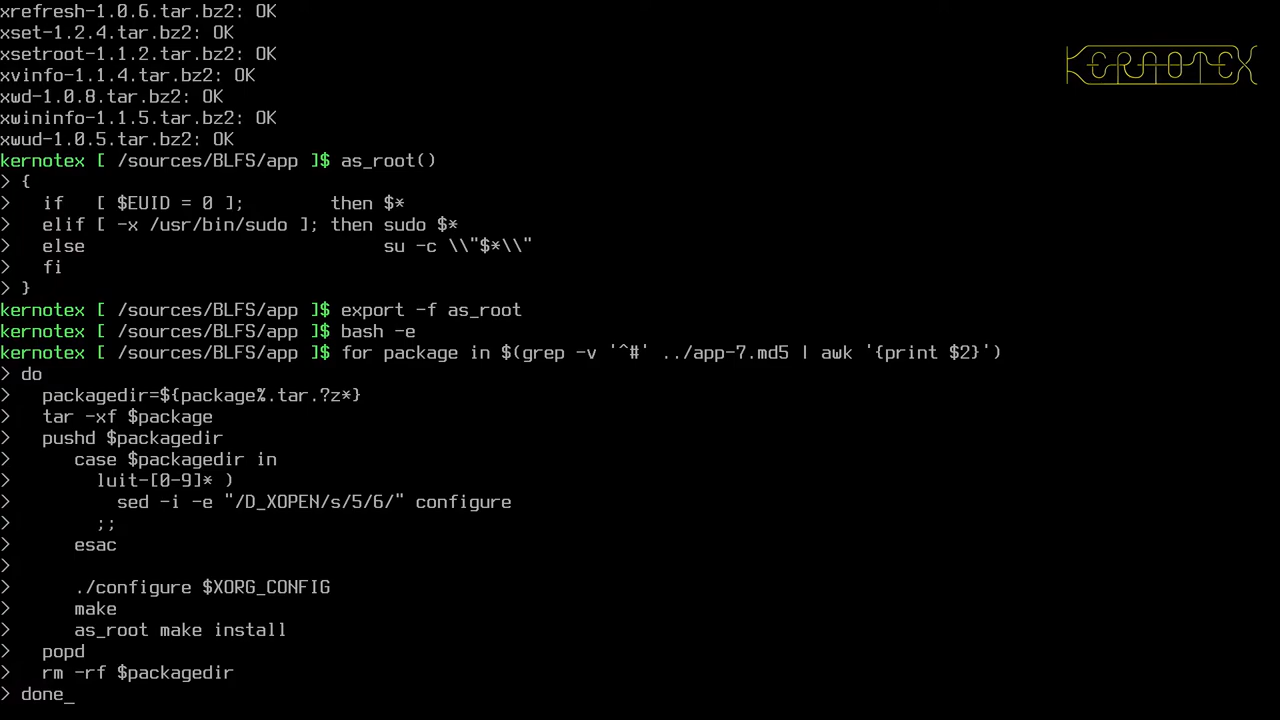 xrefresh-1.0.6.tar.bz2: OK
xset-1.2.4.tar.bz2: OK
xsetroot-1.1.2.tar.bz2: OK
xvinfo-1.1.4.tar.bz2: OK
xwd-1.0.8.tar.bz2: OK
xwininfo-1.1.5.tar.bz2: OK
xwud-1.0.5.tar.bz2: OK
KERNOTEX
kernotex [ /sources/BLFS/app ]$ as_root()
> {
>   if   [ $EUID = 0 ];        then $*
>   elif [ -x /usr/bin/sudo ]; then sudo $*
>   else                            su -c \\"$*\\"
>   fi
> }
kernotex [ /sources/BLFS/app ]$ export -f as_root
kernotex [ /sources/BLFS/app ]$ bash -e
kernotex [ /sources/BLFS/app ]$ for package in $(grep -v '^#' ../app-7.md5 | awk '{print $2}')
> do
>   packagedir=${package%.tar.?z*}
>   tar -xf $package
>   pushd $packagedir
>      case $packagedir in
>        luit-[0-9]* )
>          sed -i -e "/D_XOPEN/s/5/6/" configure
>        ;;
>      esac
>
>      ./configure $XORG_CONFIG
>      make
>      as_root make install
>   popd
>   rm -rf $packagedir
> done_